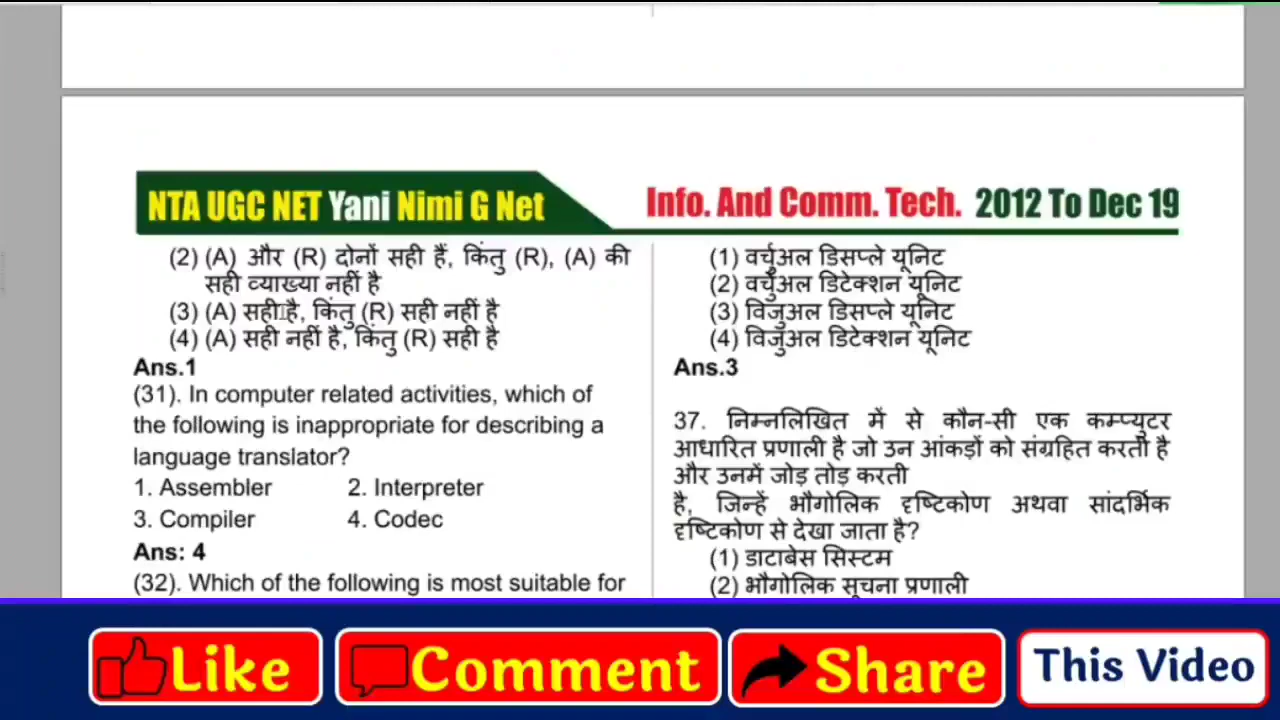 NTA UGC NET Yani Nimi G Net
Info. And Comm. Tech. 2012 To Dec 19
(2) (A) और (R) दोनों सही हैं, किंतु (R), (A) की
सही व्याख्या नहीं है
(3) (A) सही है, किंतु (R) सही नहीं है
(4) (A) सही नहीं है, किंतु (R) सही है
Ans.1
(31). In computer related activities, which of
the following is inappropriate for describing a
language translator?
1. Assembler 2. Interpreter
3. Compiler 4. Codec
Ans: 4
(32). Which of the following is most suitable for
(1) वर्चुअल डिसप्ले यूनिट
(2) वर्चुअल डिटेक्शन यूनिट
(3) विजुअल डिसप्ले यूनिट
(4) विजुअल डिटेक्शन यूनिट
Ans.3
37. निम्नलिखित में से कौन-सी एक कम्प्युटर
आधारित प्रणाली है जो उन आंकड़ों को संग्रहित करती है
और उनमें जोड़ तोड़ करती
है, जिन्हें भौगोलिक दृष्टिकोण अथवा सांदर्भिक
दृष्टिकोण से देखा जाता है?
(1) डाटाबेस सिस्टम
(2) भौगोलिक सूचना प्रणाली
Like
Comment
Share
This Video